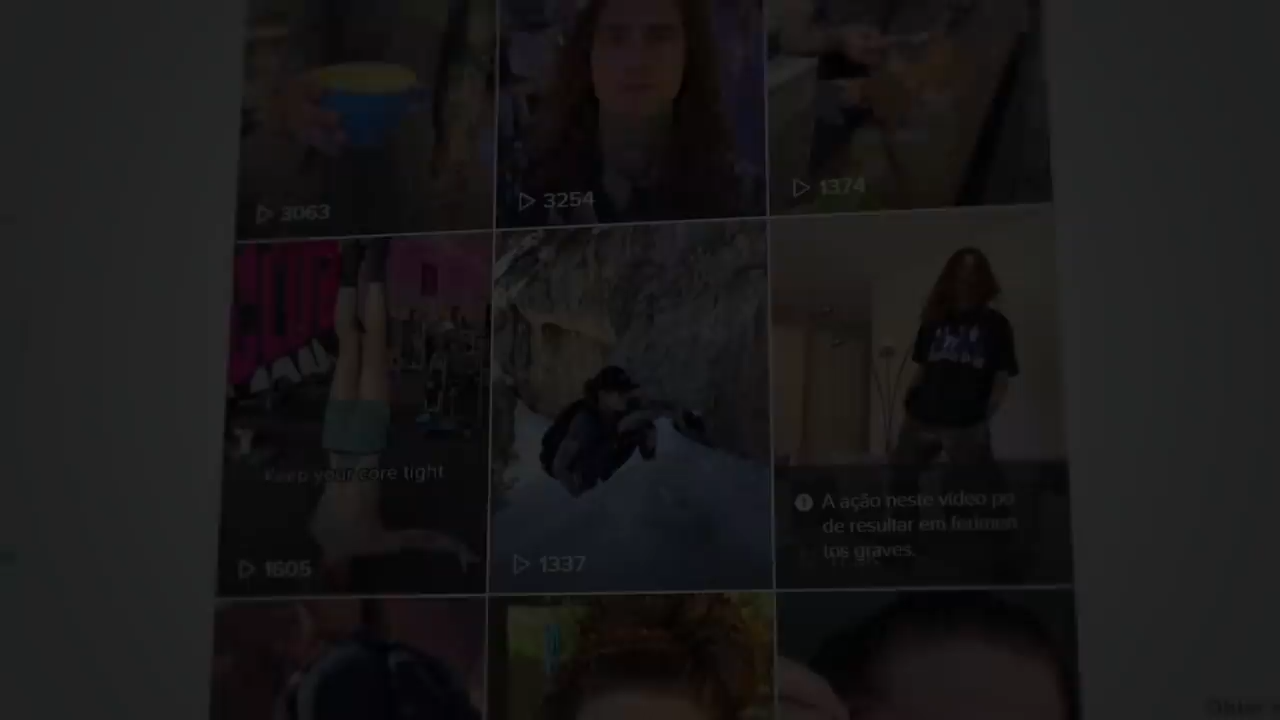 3063
3254
1374
Keep your core tight
1605
1337
A ação neste vídeo po
de resultar em ferimen
tos graves.